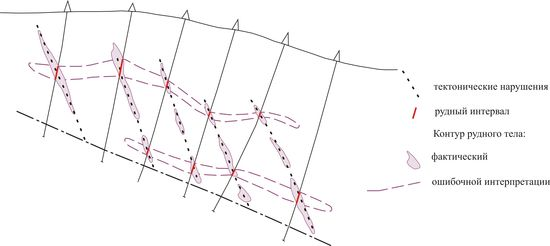 тектонические нарушения
рудный интервал
Контур рудного тела:
фактический
ошибочной интерпретации